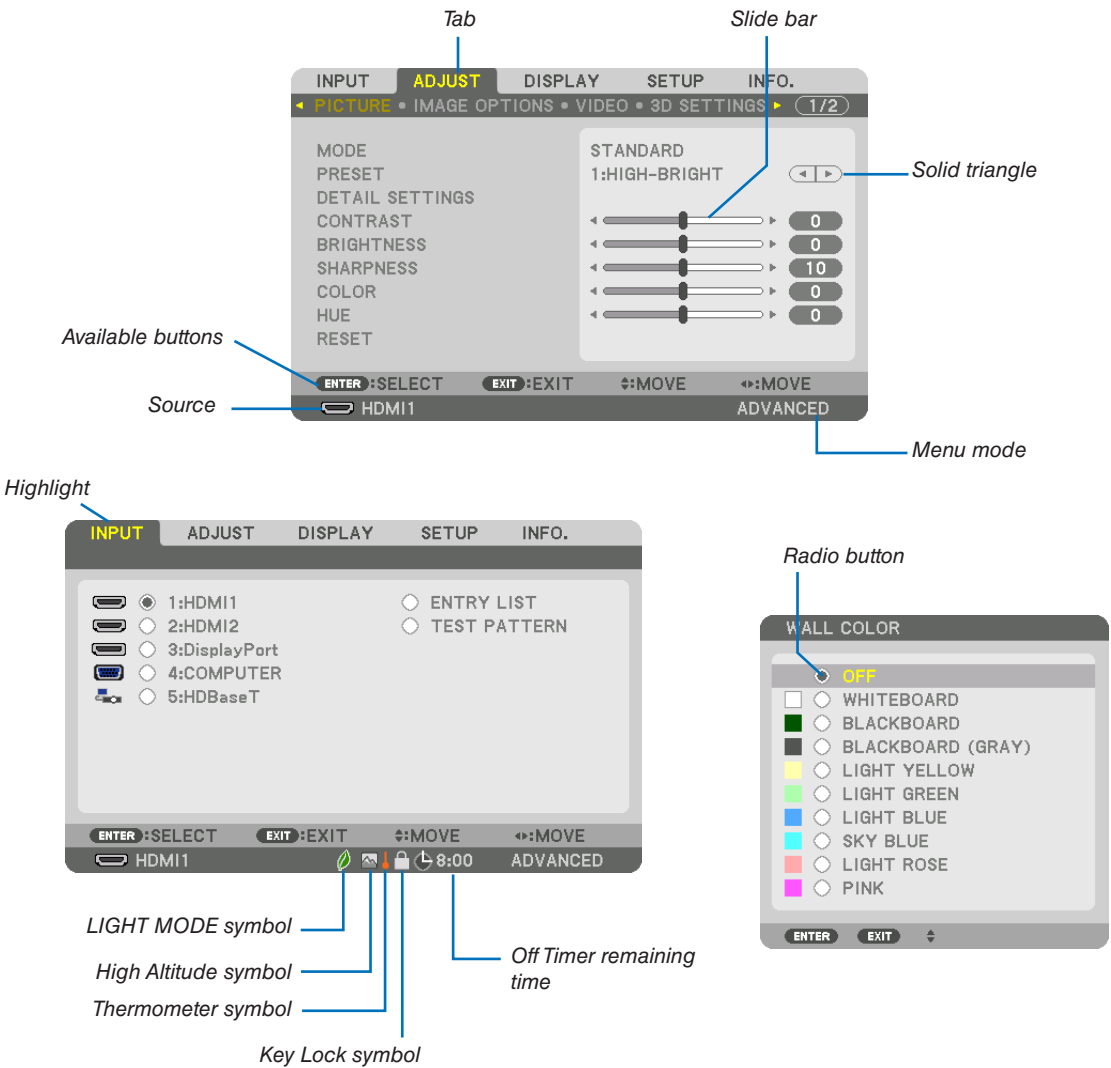 Tab
Slide bar
INPUT ADJUST DISPLAY SETUP INFO.
PICTURE • IMAGE OPTIONS • VIDEO • 3D SETTINGS 1/2
MODE STANDARD
PRESET 1:HIGH-BRIGHT
Solid triangle
DETAIL SETTINGS
CONTRAST 0
BRIGHTNESS 0
SHARPNESS 10
COLOR 0
HUE 0
RESET
Available buttons
ENTER:SELECT EXIT:EXIT :MOVE :MOVE
Source
HDMI1 ADVANCED
Menu mode
Highlight
INPUT ADJUST DISPLAY SETUP INFO.
1:HDMI1 ENTRY LIST
2:HDMI2 TEST PATTERN
3:DisplayPort
4:COMPUTER
5:HDBaseT
ENTER:SELECT EXIT:EXIT :MOVE :MOVE
HDMI1 8:00 ADVANCED
LIGHT MODE symbol
High Altitude symbol
Thermometer symbol
Key Lock symbol
Off Timer remaining
time
Radio button
WALL COLOR
OFF
WHITEBOARD
BLACKBOARD
BLACKBOARD (GRAY)
LIGHT YELLOW
LIGHT GREEN
LIGHT BLUE
SKY BLUE
LIGHT ROSE
PINK
ENTER EXIT